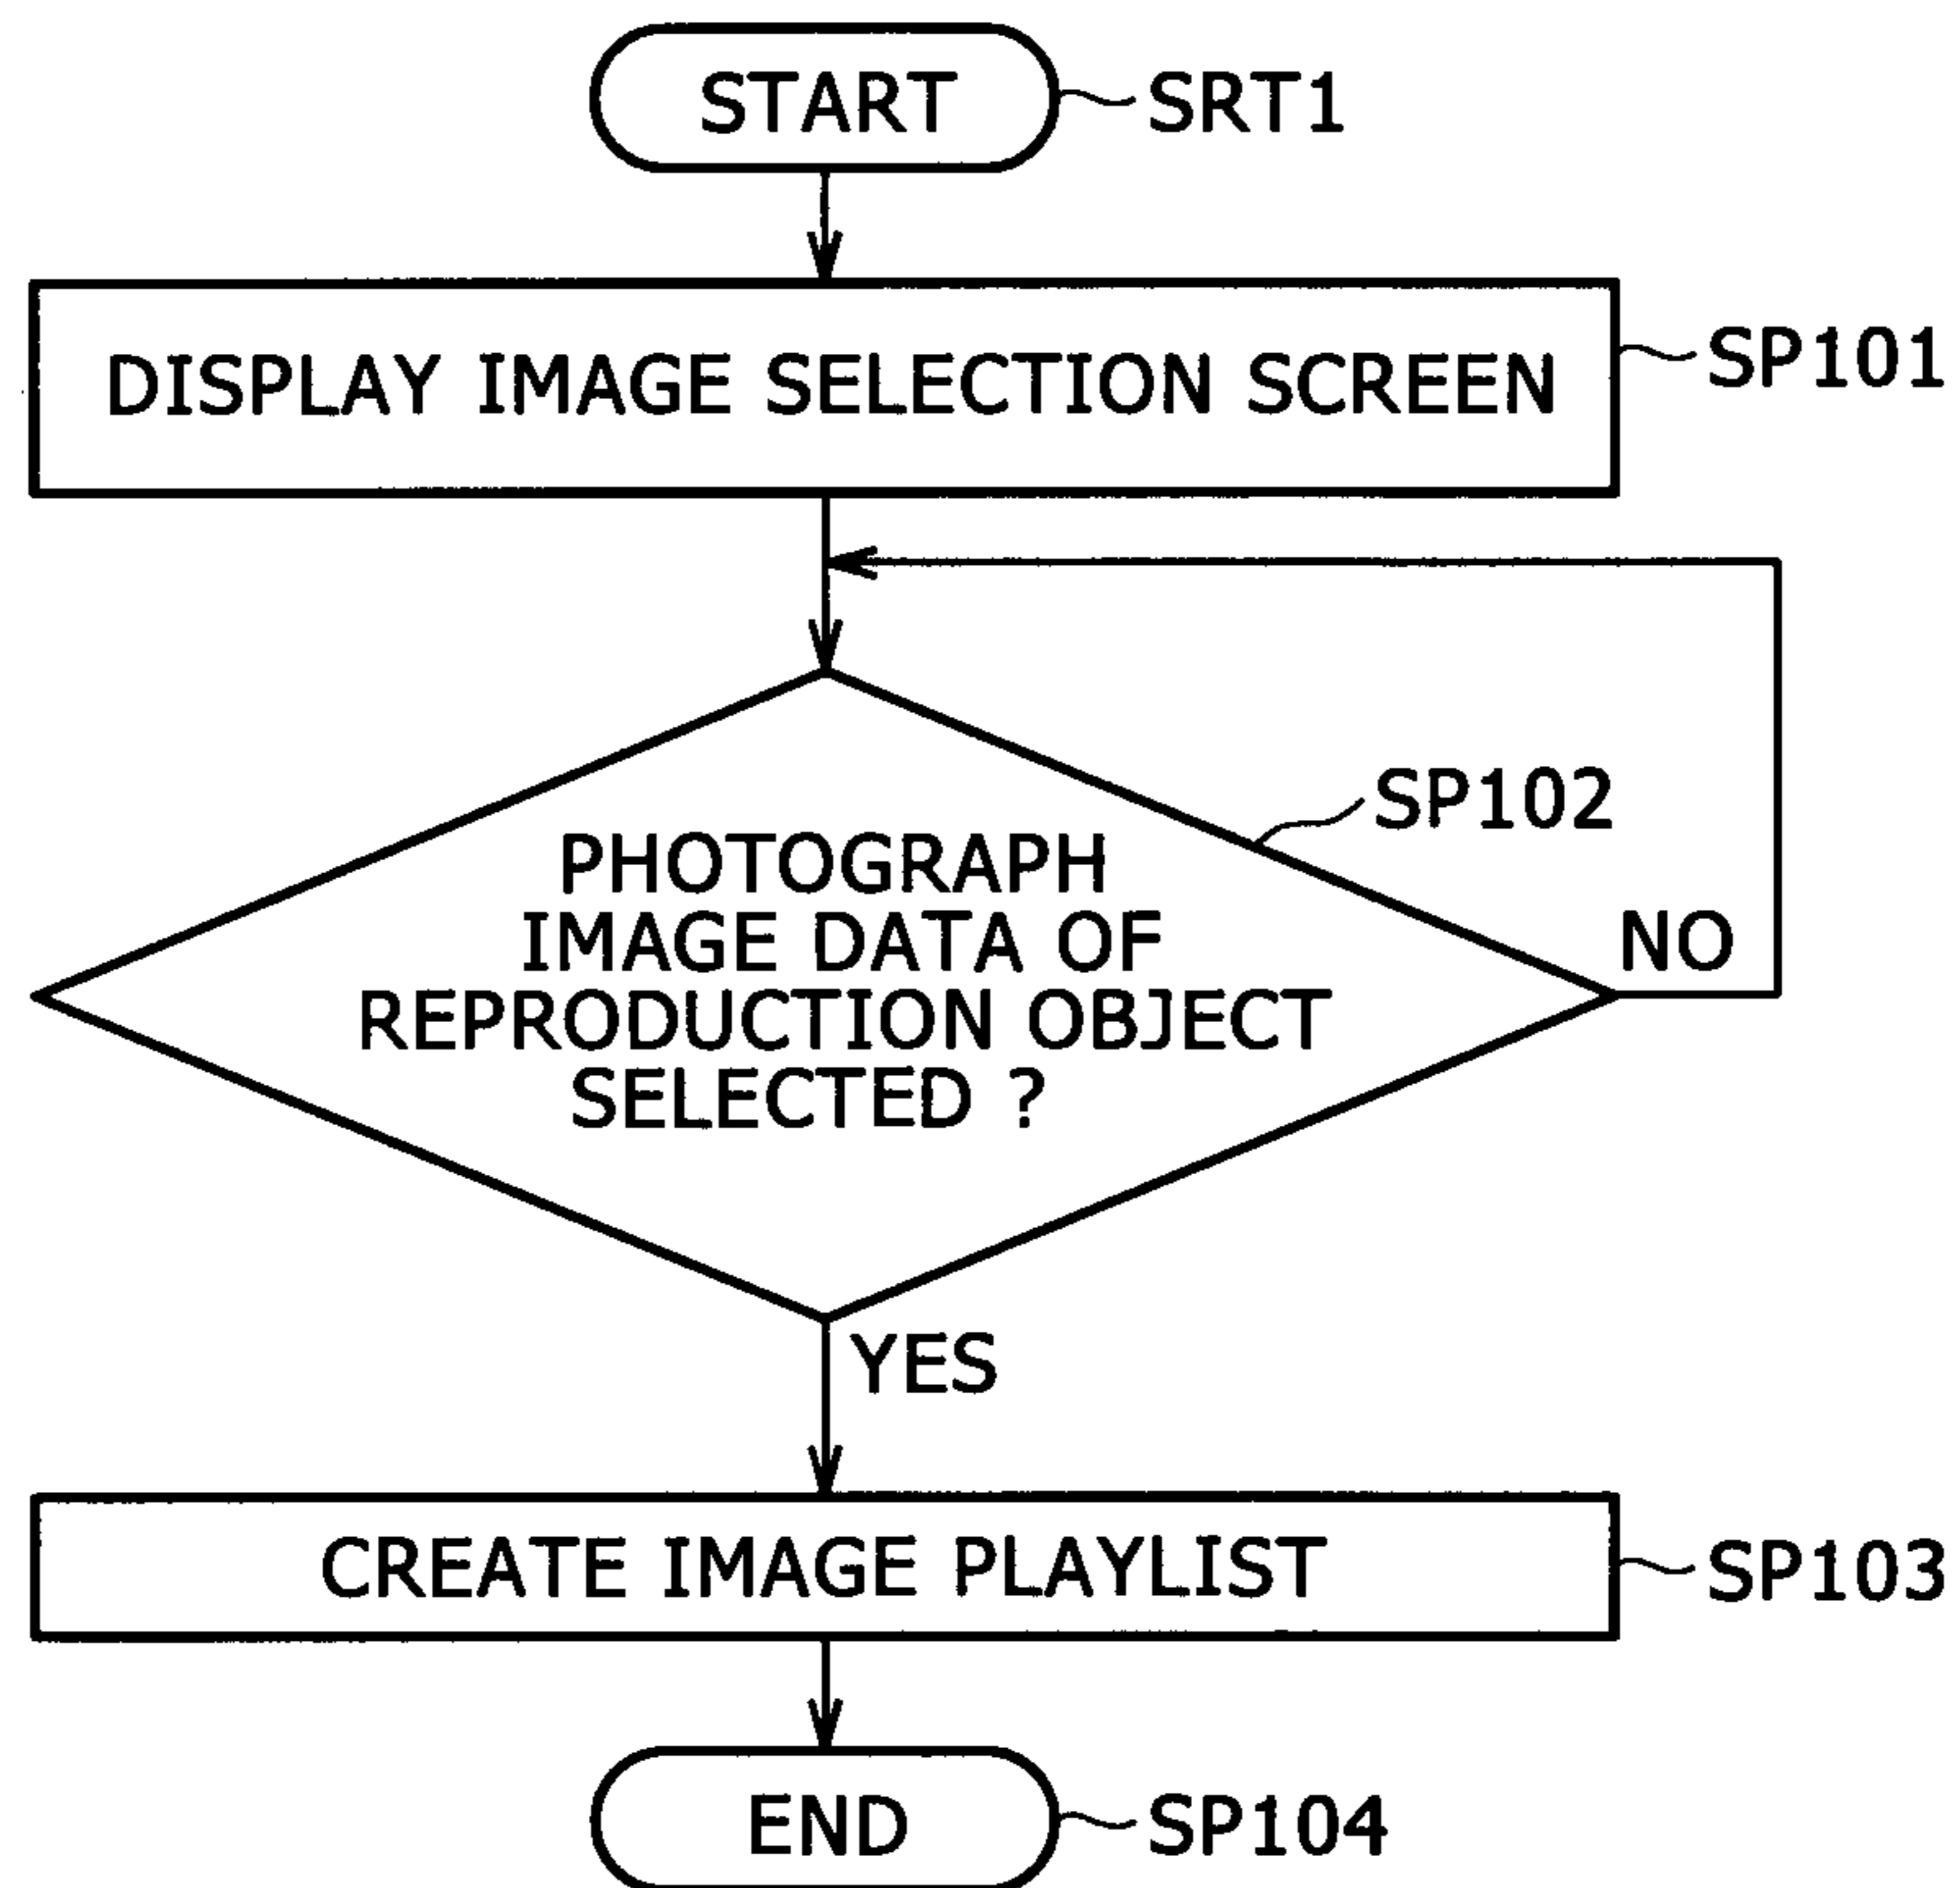 START
SRT1
DISPLAY IMAGE SELECTION SCREEN
SP101
SP102
PHOTOGRAPH
IMAGE DATA OF
REPRODUCTION OBJECT
SELECTED ?
NO
YES
CREATE IMAGE PLAYLIST
SP103
END
SP104